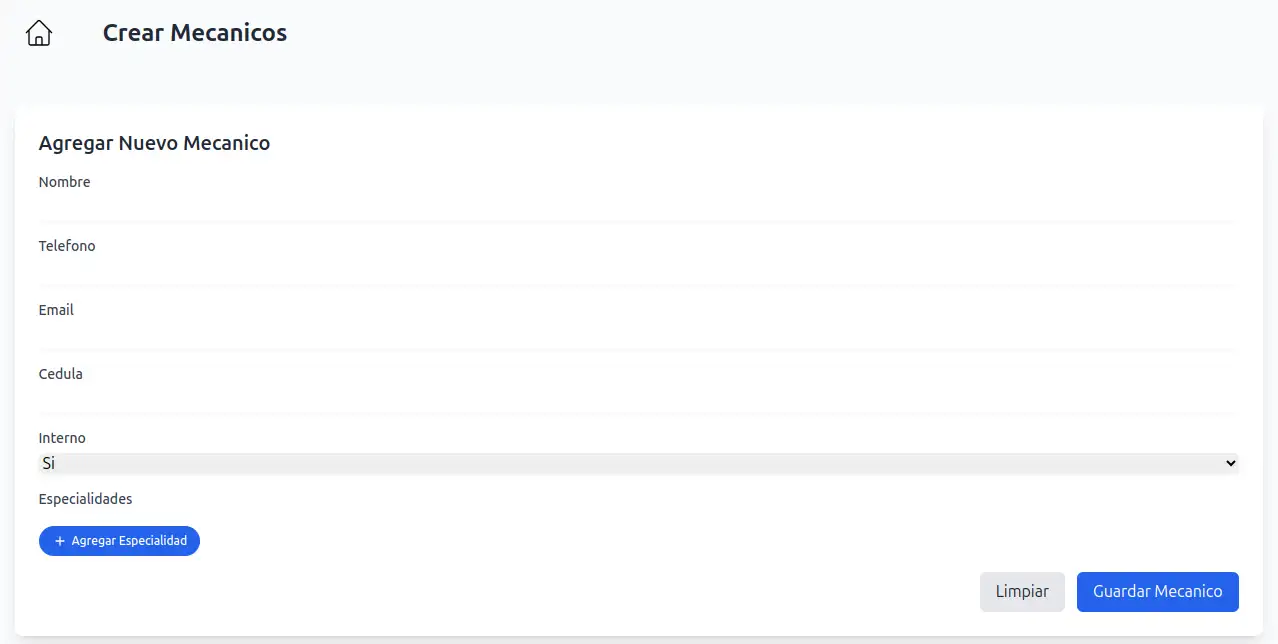 Crear Mecanicos
Agregar Nuevo Mecanico
Nombre
Telefono
Email
Cedula
Interno
Si
Especialidades
+ Agregar Especialidad
Limpiar Guardar Mecanico